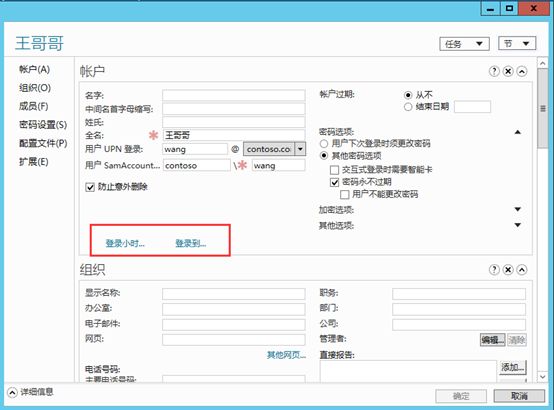 王哥哥
任务
节
帐户(A)
组织(O)
成员(F)
密码设置(S)
配置文件(P)
扩展(E)
帐户
名字:
中间名首字母缩写:
姓氏:
全名: * 王哥哥
用户 UPN 登录: wang @ contoso.co
用户 SamAccount... contoso \* wang
防止意外删除
登录小时... 登录到...
帐户过期: 从不
结束日期
密码选项:
用户下次登录时须更改密码
其他密码选项
交互式登录时需要智能卡
密码永不过期
用户不能更改密码
加密选项:
其他选项:
组织
显示名称:
办公室:
电子邮件:
网页:
其他网页...
电话号码:
主要电话号码:
职务:
部门:
公司:
管理者: 编辑... 清除
直接报告:
添加...
详细信息
确定 取消